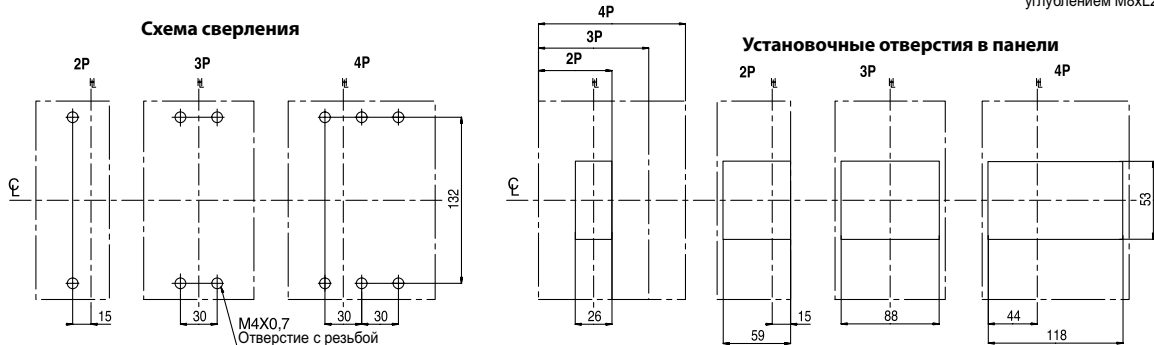 углублением М8хL2
Схема сверления
2P
3P
4P
132
15
30
30
30
M4X0,7
Отверстие с резьбой
4P
3P
2P
26
Установочные отверстия в панели
2P
3P
4P
53
15
59
88
44
118